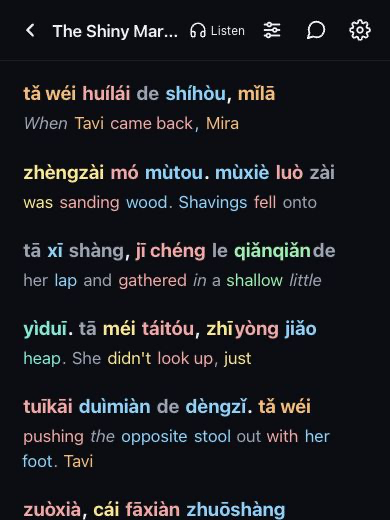 The Shiny Mar... Listen
tǎ wéi huílái de shíhòu, mǐlā
When Tavi came back, Mira
zhèngzài mó mùtou. mùxiè luò zài
was sanding wood. Shavings fell onto
tā xī shàng, jī chéng le qiǎnqiǎn de
her lap and gathered in a shallow little
yìduī. tā méi táitóu, zhī yòng jiǎo
heap. She didn't look up, just
tuīkāi duìmiàn de dèngzǐ. tǎ wéi
pushing the opposite stool out with her
foot. Tavi
zuòxià, cái fāxiàn zhuōshàng